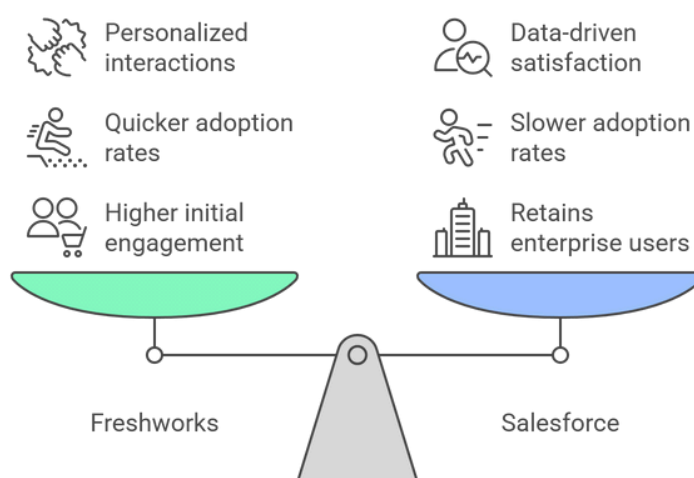 Personalized
interactions
Quicker adoption
rates
Higher initial
engagement
Data-driven
satisfaction
Slower adoption
rates
Retains
enterprise users
Freshworks
Salesforce